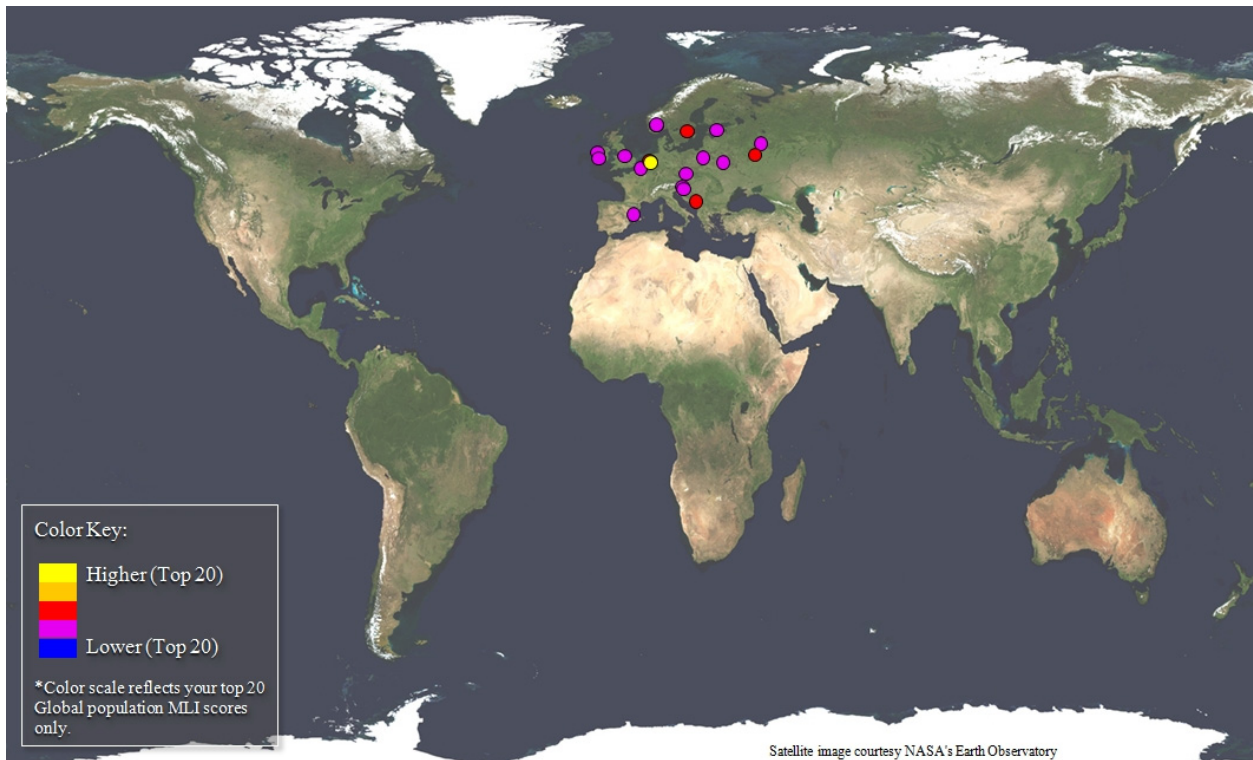 Color Key:
Higher (Top 20)
Lower (Top 20)
*Color scale reflects your top 20
Global population MLI scores
only.
Satellite image courtesy NASA's Earth Observatory